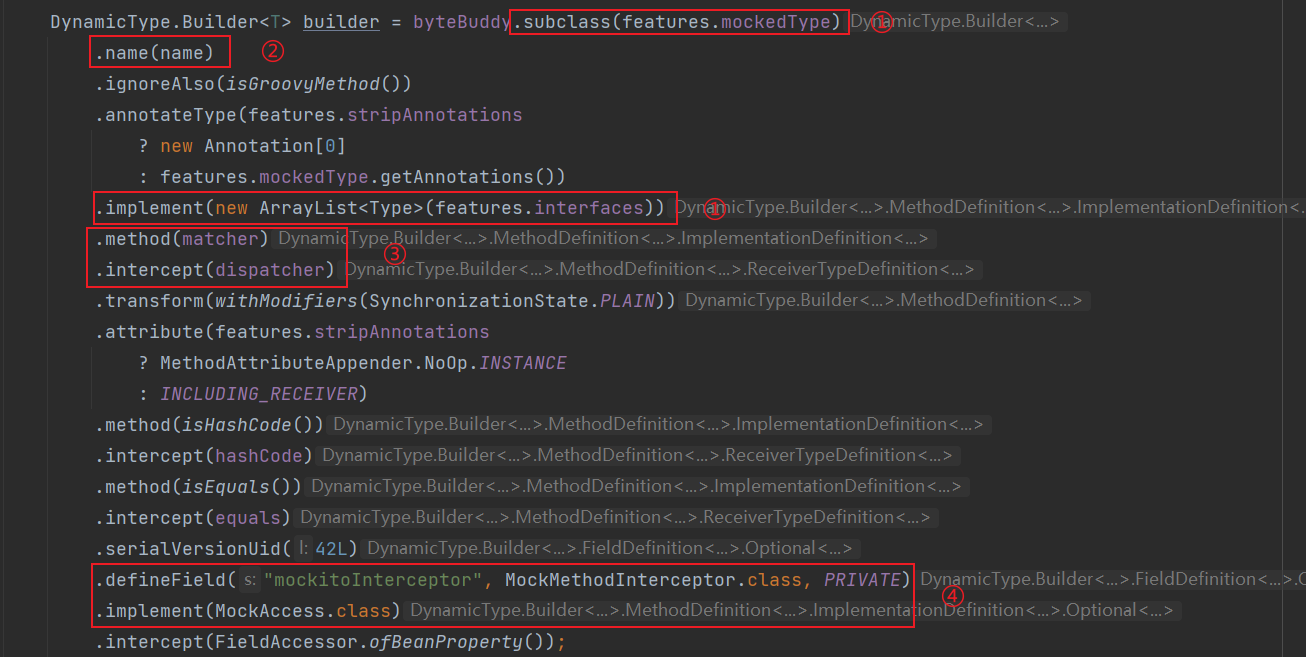 DynamicType.Builder<T> builder = byteBuddy.subclass(features.mockedType) DynamicType.Builder<...> ①
.name(name) ②
.ignoreAlso(isGroovyMethod())
.annotateType(features.stripAnnotations
? new Annotation[0]
: features.mockedType.getAnnotations())
.implement(new ArrayList<Type>(features.interfaces)) DynamicType.Builder<...>.MethodDefinition<...>.ImplementationDefinition<. ①
.method(matcher) DynamicType.Builder<...>.MethodDefinition<...>.ImplementationDefinition<...>
.intercept(dispatcher) DynamicType.Builder<...>.MethodDefinition<...>.ReceiverTypeDefinition<...> ③
.transform(withModifiers(SynchronizationState.PLAIN)) DynamicType.Builder<...>.MethodDefinition<...>
.attribute(features.stripAnnotations
? MethodAttributeAppender.NoOp.INSTANCE
: INCLUDING_RECEIVER)
.method(isHashCode()) DynamicType.Builder<...>.MethodDefinition<...>.ImplementationDefinition<...>
.intercept(hashCode) DynamicType.Builder<...>.MethodDefinition<...>.ReceiverTypeDefinition<...>
.method(isEquals()) DynamicType.Builder<...>.MethodDefinition<...>.ImplementationDefinition<...>
.intercept(equals) DynamicType.Builder<...>.MethodDefinition<...>.ReceiverTypeDefinition<...>
.serialVersionUid( l: 42L) DynamicType.Builder<...>.FieldDefinition<...>.Optional<...>
.defineField( s: "mockitoInterceptor", MockMethodInterceptor.class, PRIVATE) DynamicType.Builder<...>.FieldDefinition<...>.O
.implement(MockAccess.class) DynamicType.Builder<...>.MethodDefinition<...>.ImplementationDefinition<...>.Optional<...> ④
.intercept(FieldAccessor.ofBeanProperty());